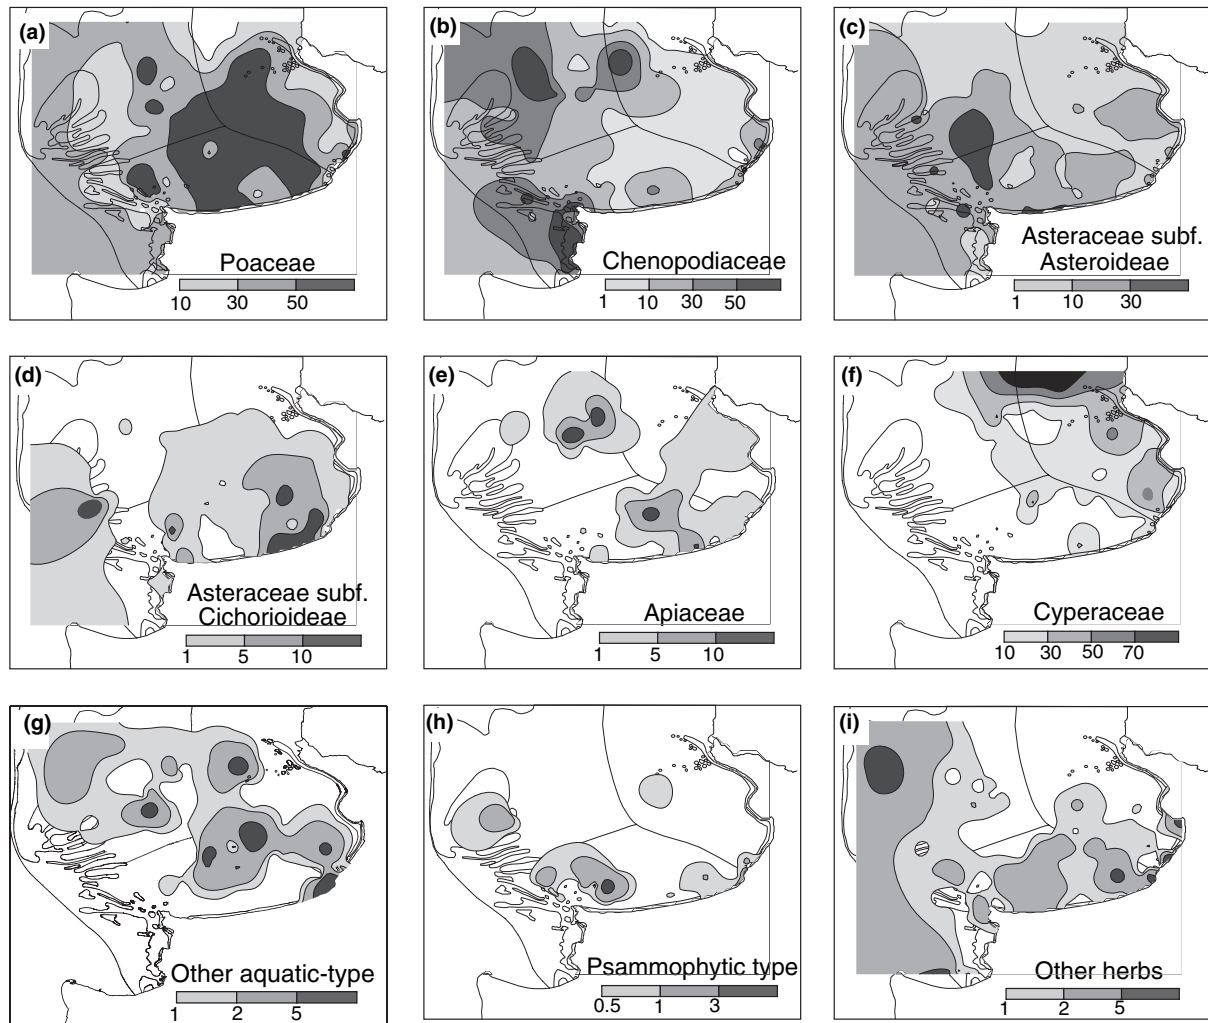 (a)
Poaceae
10 30 50
(b)
Chenopodiaceae
1 10 30 50
(c)
Asteraceae subf.
Asteroideae
1 10 30
(d)
Asteraceae subf.
Cichorioideae
1 5 10
(e)
Apiaceae
1 5 10
(f)
Cyperaceae
10 30 50 70
(g)
Other aquatic-type
1 2 5
(h)
Psammophytic type
0.5 1 3
(i)
Other herbs
1 2 5